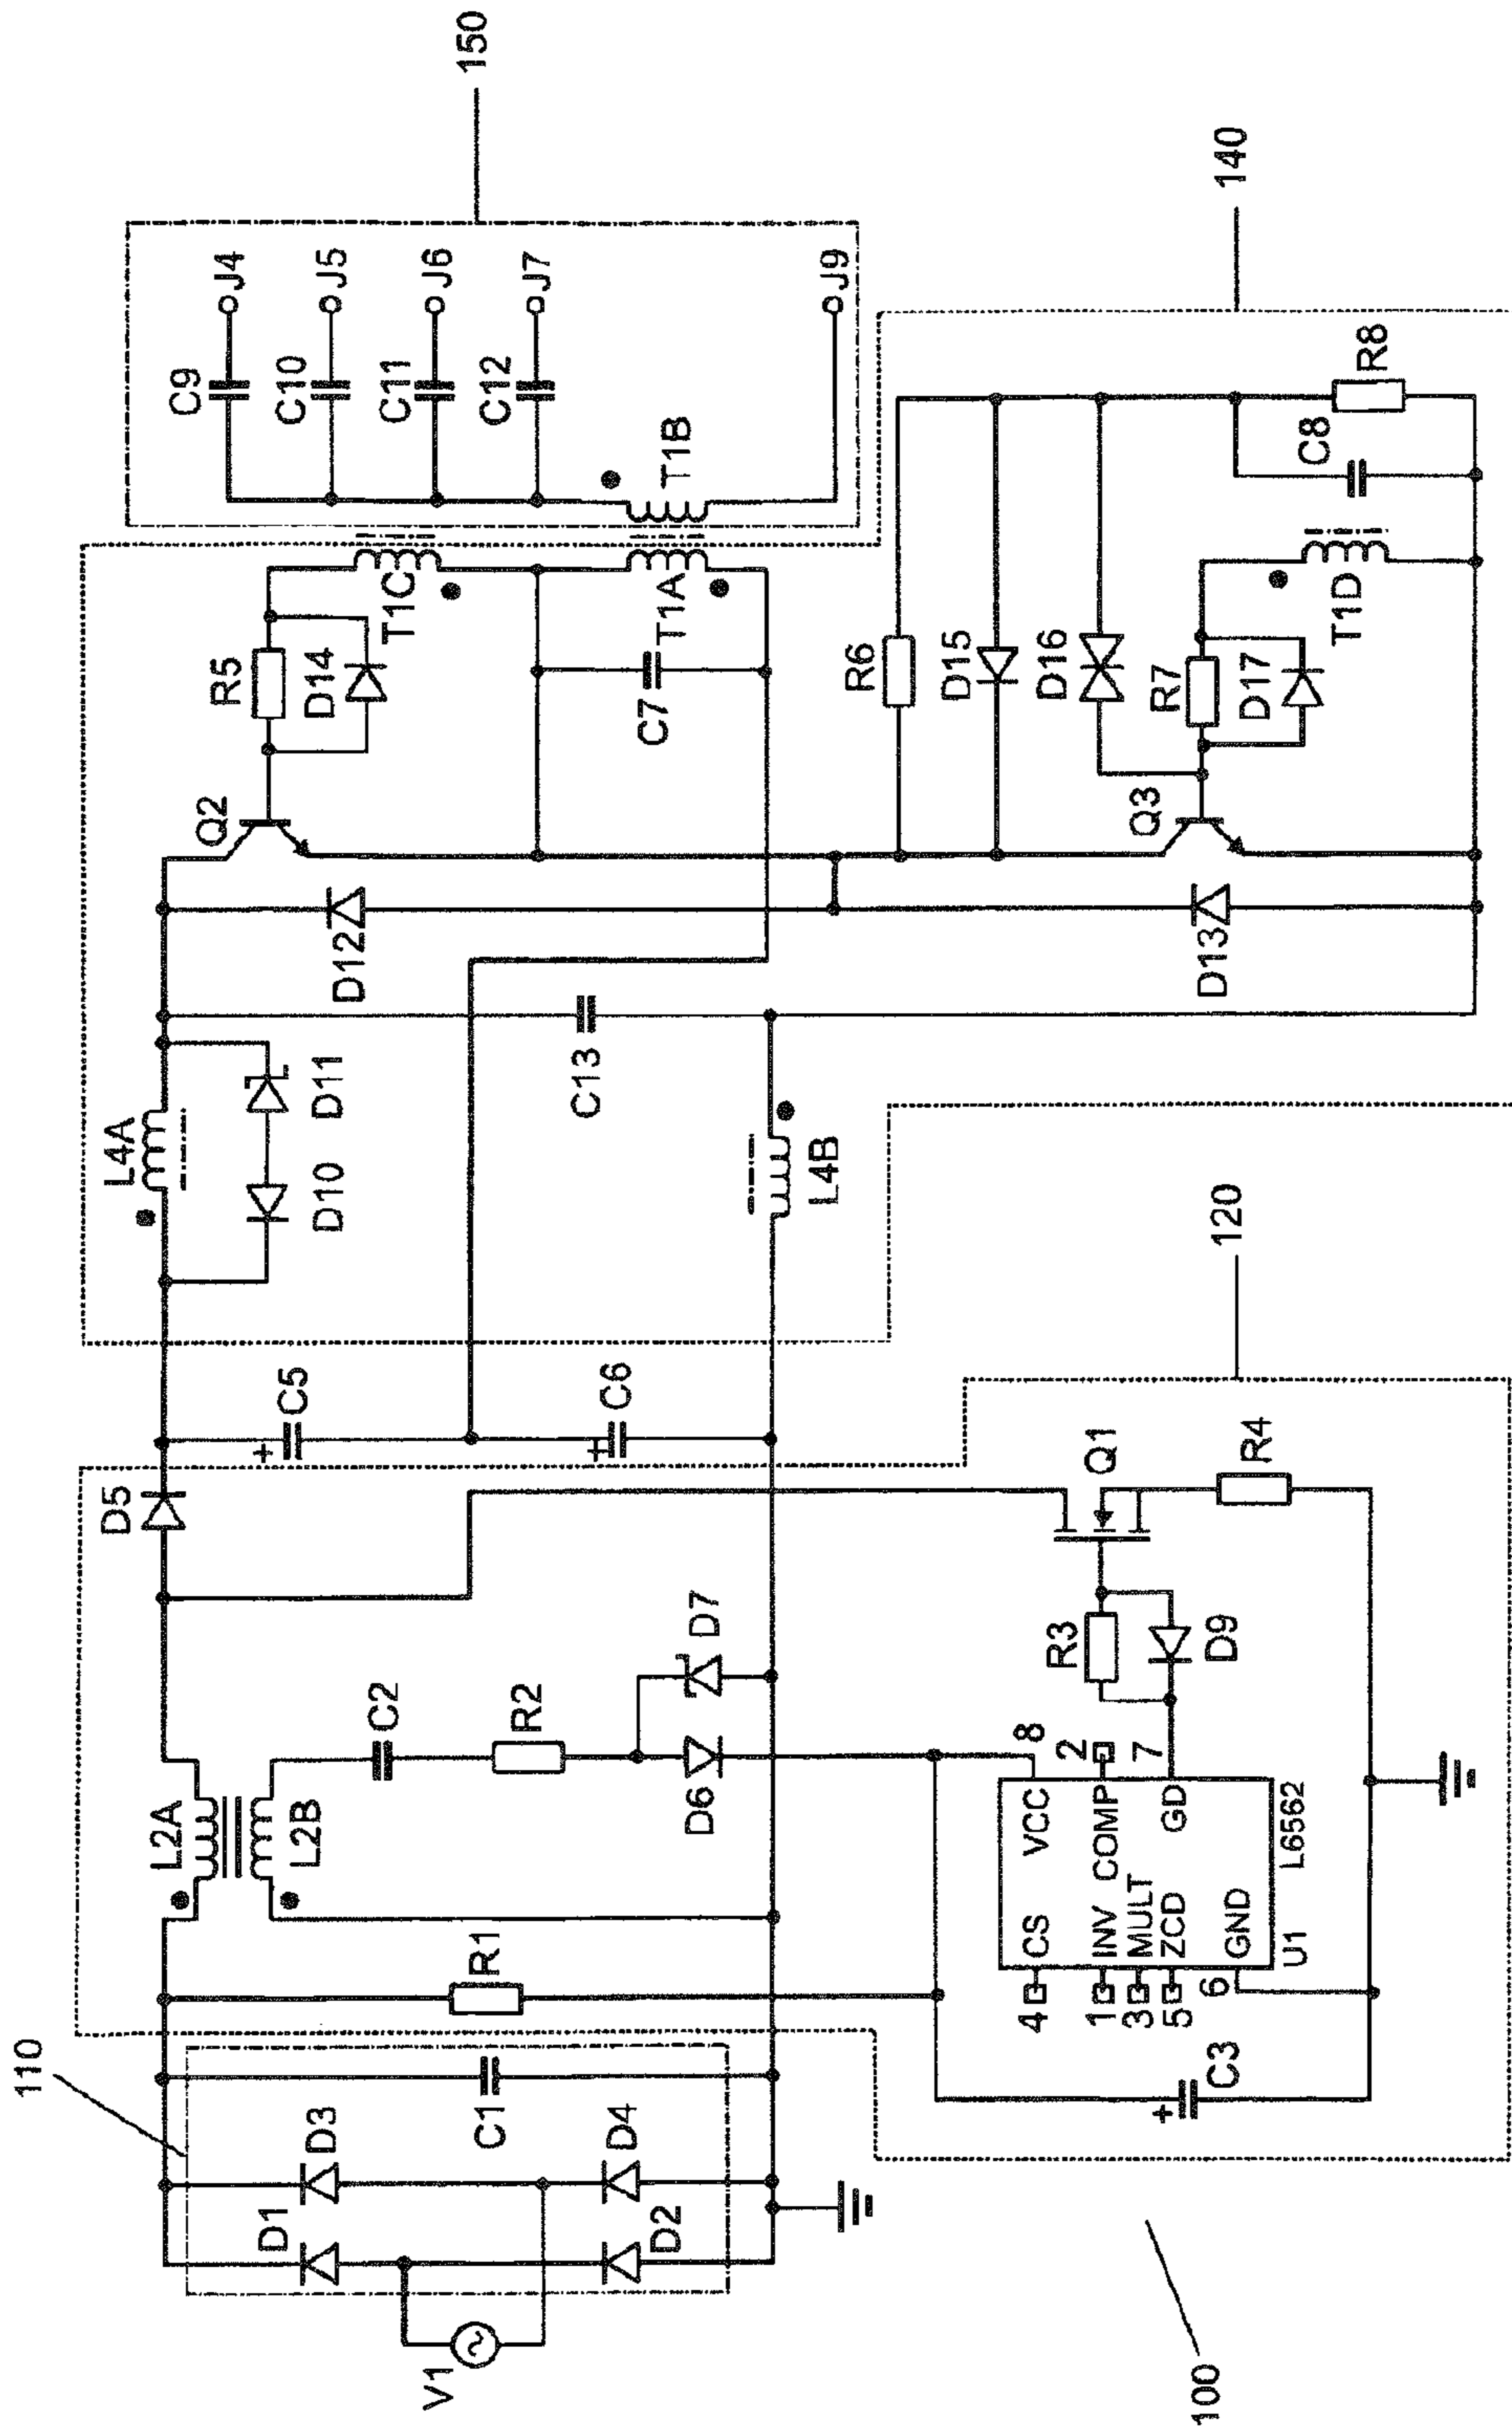 110
120
140
150
100
V1
D1
D2
D3
D4
C1
R1
L2A
L2B
C2
R2
D6
D7
D5
+
C5
+
C6
+
C3
4
CS
1
INV
3
MULT
5
ZCD
6
GND
VCC
8
COMP
2
GD
7
U1
L6562
R3
D9
Q1
R4
L4A
D10
D11
L4B
C13
D12
D13
Q2
R5
D14
T1C
C7
T1A
T1B
C9
C10
C11
C12
J4
J5
J6
J7
J9
R6
D15
D16
Q3
R7
D17
T1D
C8
R8